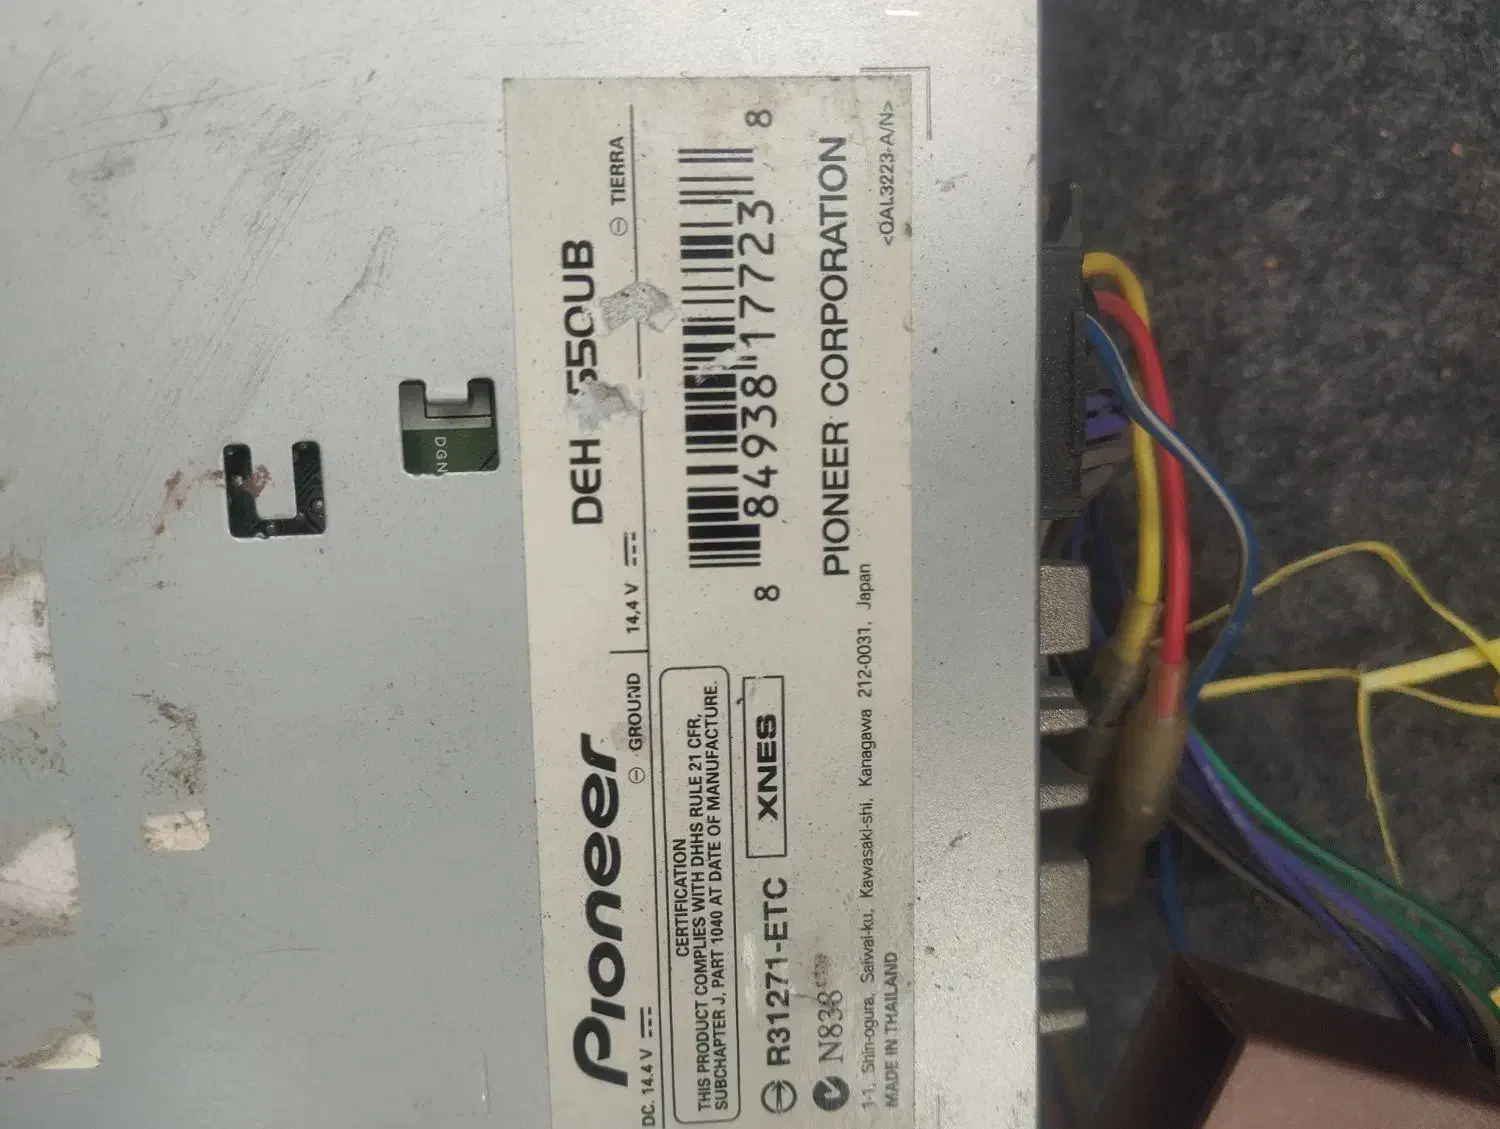 Pioneer
DEH 550UB
DC. 14.4 V ⎓ ⊖ GROUND | 14,4 V ⎓ ⊖ TIERRA
CERTIFICATION
THIS PRODUCT COMPLIES WITH DHHS RULE 21 CFR,
SUBCHAPTER J, PART 1040 AT DATE OF MANUFACTURE.
R31271-ETC
XNES
N838
8 84938 17723 8
PIONEER CORPORATION
1-1, Shin-ogura, Saiwai-ku, Kawasaki-shi, Kanagawa 212-0031, Japan
MADE IN THAILAND
<QAL3223-A/N>
DGN